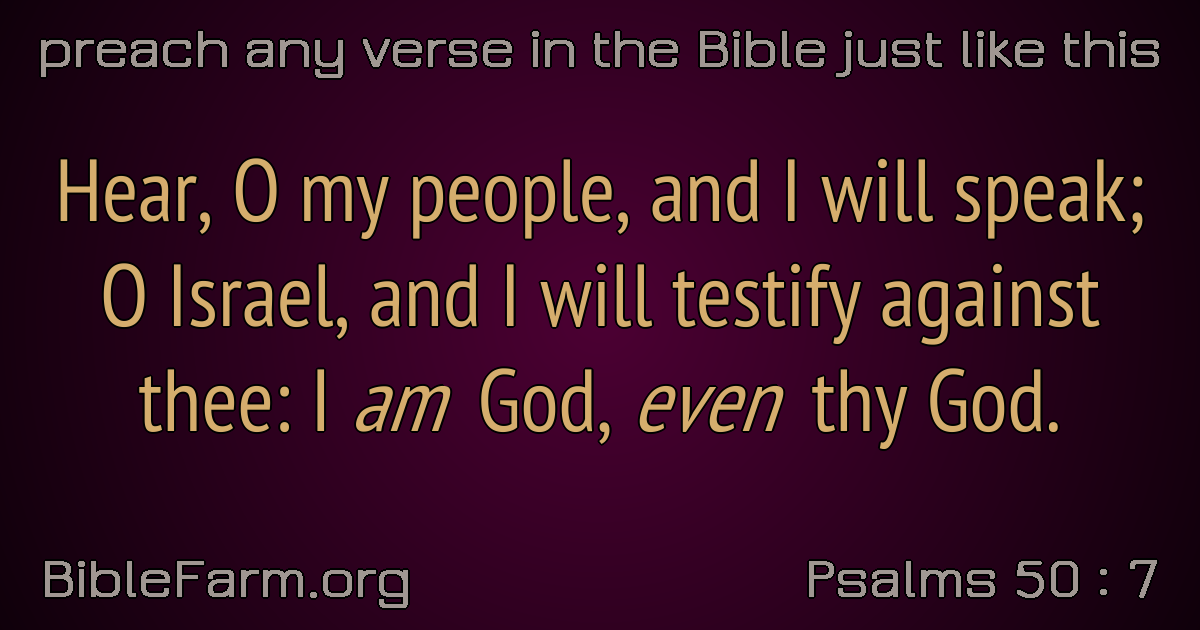 preach any verse in the Bible just like this
Hear, O my people, and I will speak;
O Israel, and I will testify against
thee: I am God, even thy God.
BibleFarm.org
Psalms 50 : 7